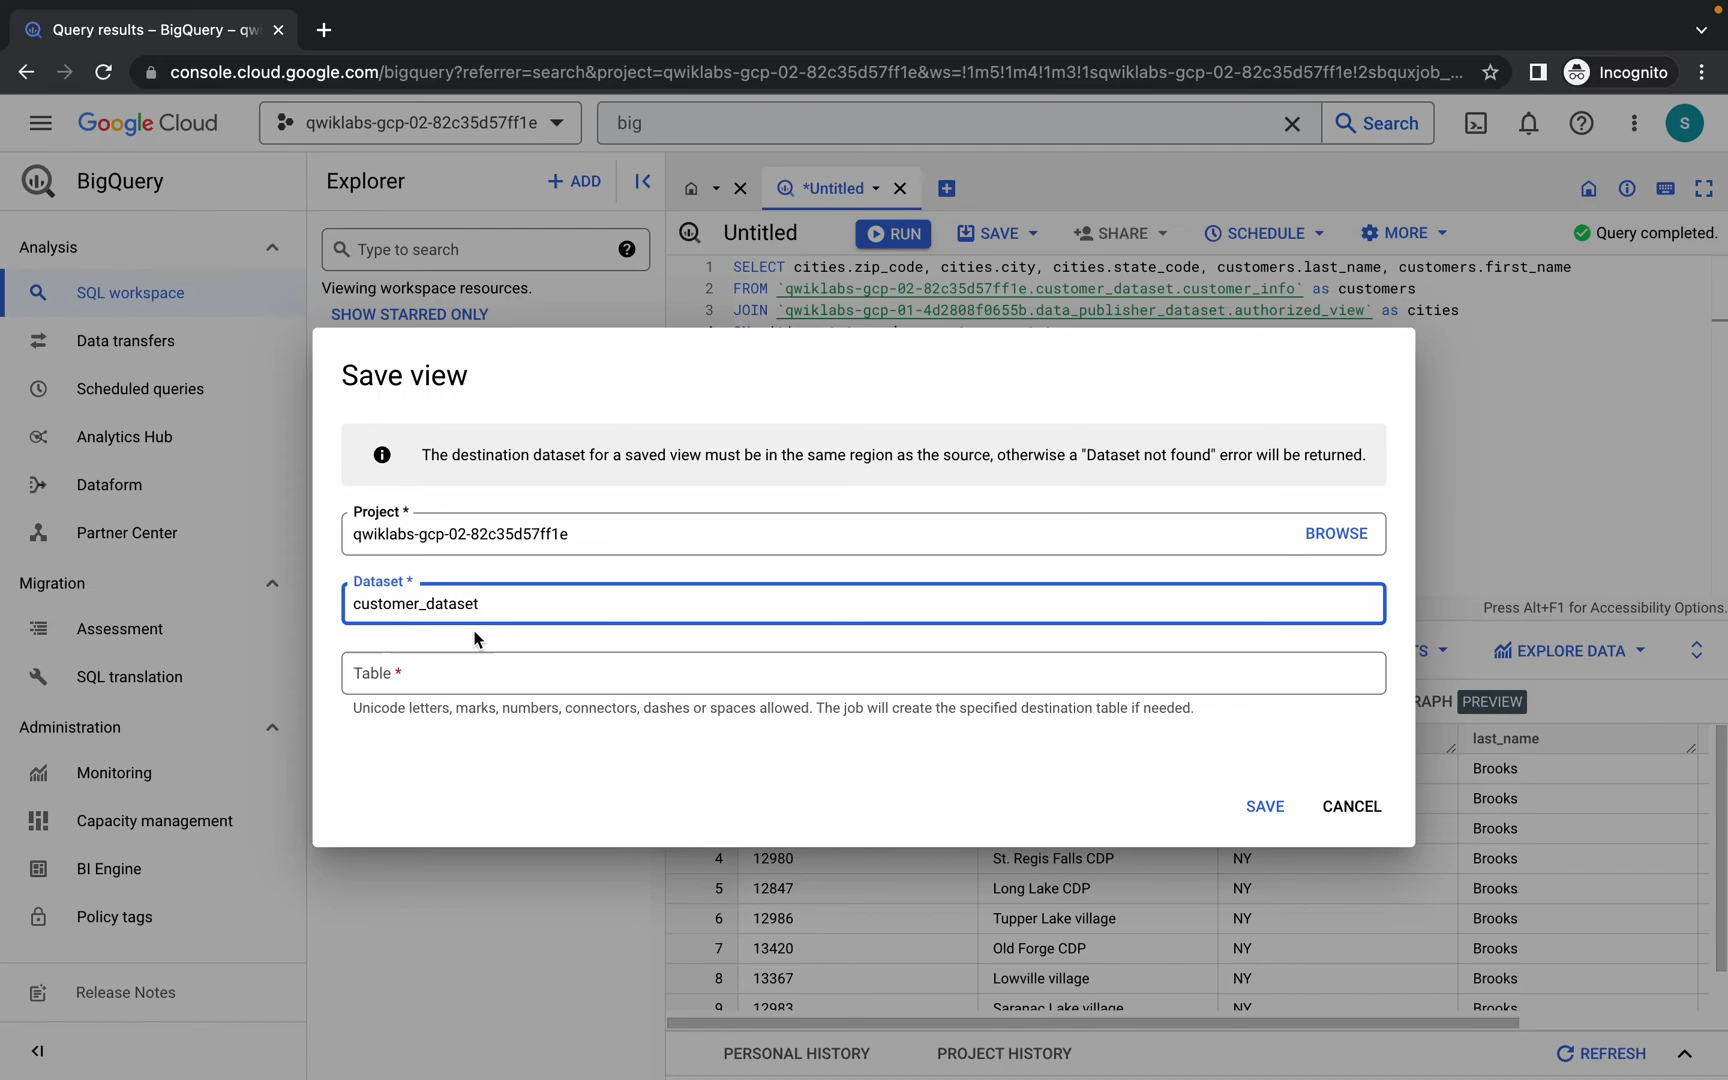 Query results – BigQuery – qw
console.cloud.google.com/bigquery?referrer=search&project=qwiklabs-gcp-02-82c35d57ff1e&ws=!1m5!1m4!1m3!1sqwiklabs-gcp-02-82c35d57ff1e!2sbquxjob_...
Incognito
Google Cloud
qwiklabs-gcp-02-82c35d57ff1e
big
Search
S
BigQuery
Explorer
+ ADD
*Untitled
Analysis
SQL workspace
Data transfers
Scheduled queries
Analytics Hub
Dataform
Partner Center
Migration
Assessment
SQL translation
Administration
Monitoring
Capacity management
BI Engine
Policy tags
Release Notes
Type to search
Viewing workspace resources.
SHOW STARRED ONLY
Untitled
RUN
SAVE
SHARE
SCHEDULE
MORE
Query completed.
1 SELECT cities.zip_code, cities.city, cities.state_code, customers.last_name, customers.first_name
2 FROM `qwiklabs-gcp-02-82c35d57ff1e.customer_dataset.customer_info` as customers
3 JOIN `qwiklabs-gcp-01-4d2808f0655b.data_publisher_dataset.authorized_view` as cities
Save view
The destination dataset for a saved view must be in the same region as the source, otherwise a "Dataset not found" error will be returned.
Project *
qwiklabs-gcp-02-82c35d57ff1e
BROWSE
Dataset *
customer_dataset
Table *
Unicode letters, marks, numbers, connectors, dashes or spaces allowed. The job will create the specified destination table if needed.
SAVE
CANCEL
Press Alt+F1 for Accessibility Options.
TS
EXPLORE DATA
RAPH PREVIEW
last_name
Brooks
Brooks
Brooks
4 12980 St. Regis Falls CDP NY Brooks
5 12847 Long Lake CDP NY Brooks
6 12986 Tupper Lake village NY Brooks
7 13420 Old Forge CDP NY Brooks
8 13367 Lowville village NY Brooks
9 12983 Saranac Lake village NY Brooks
PERSONAL HISTORY
PROJECT HISTORY
REFRESH